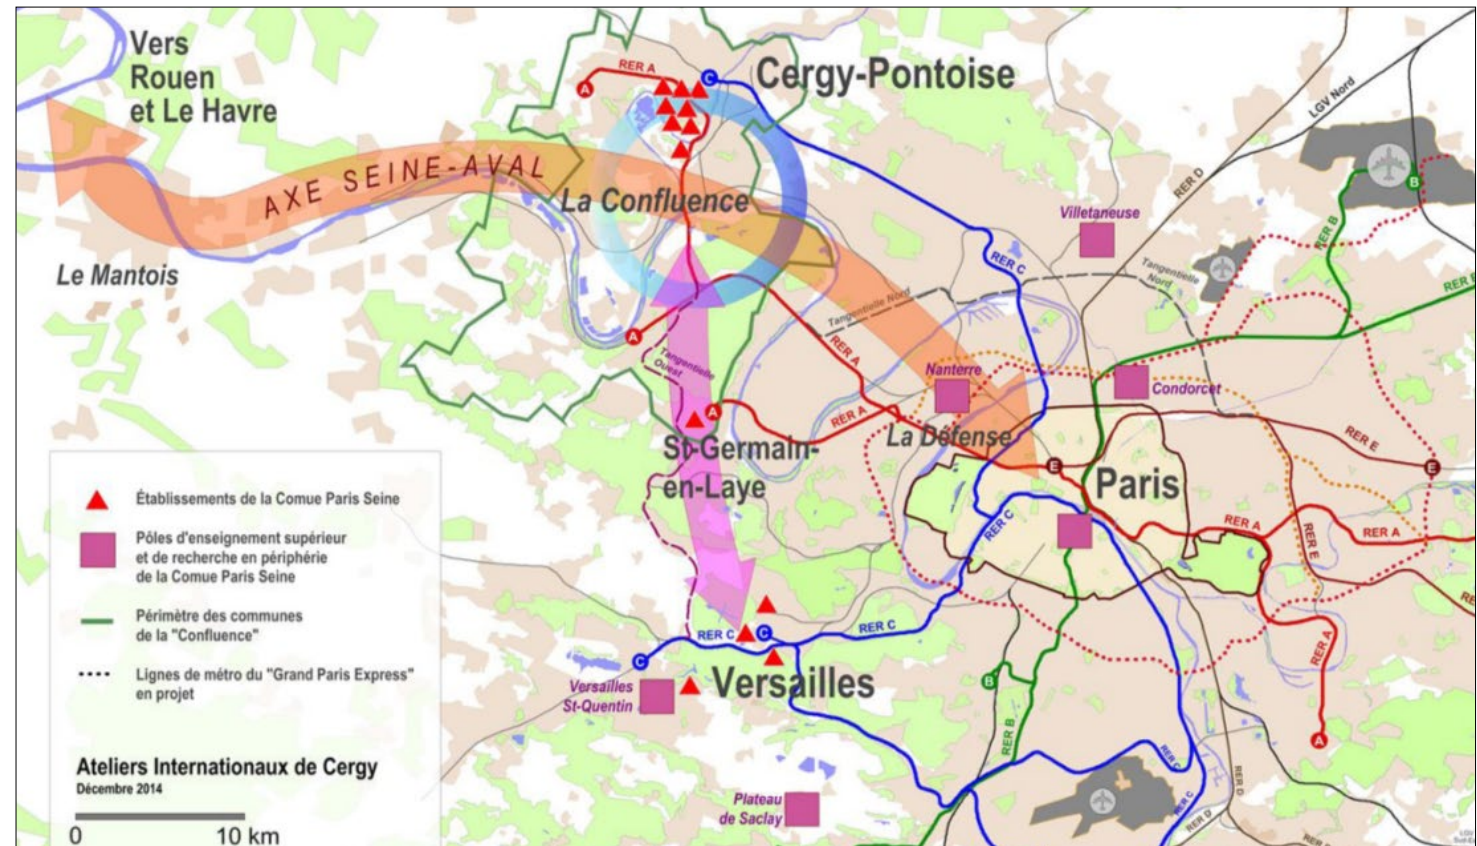 Vers
Rouen
et Le Havre
RER A
A
C
Cergy-Pontoise
LGV Nord
AXE SEINE-AVAL
La Confluence
Le Mantois
RER C
Villetaneuse
RER D
B
RER B
Tangentielle
Nord
Tangentielle Nord
RER E
A
Tangentielle
Ouest
RER A
Nanterre
Condorcet
A
RER A
La Défense
St-Germain-
en-Laye
RER E
E
E
Paris
RER C
RER A
RER A
RER E
C
RER C
RER C
C
Versailles
Versailles
St-Quentin
B
RER B
RER A
A
RER C
RER C
RER D
RER D
Plateau
de Saclay
Établissements de la Comue Paris Seine
Pôles d'enseignement supérieur
et de recherche en périphérie
de la Comue Paris Seine
Périmètre des communes
de la "Confluence"
Lignes de métro du "Grand Paris Express"
en projet
Ateliers Internationaux de Cergy
Décembre 2014
0 10 km